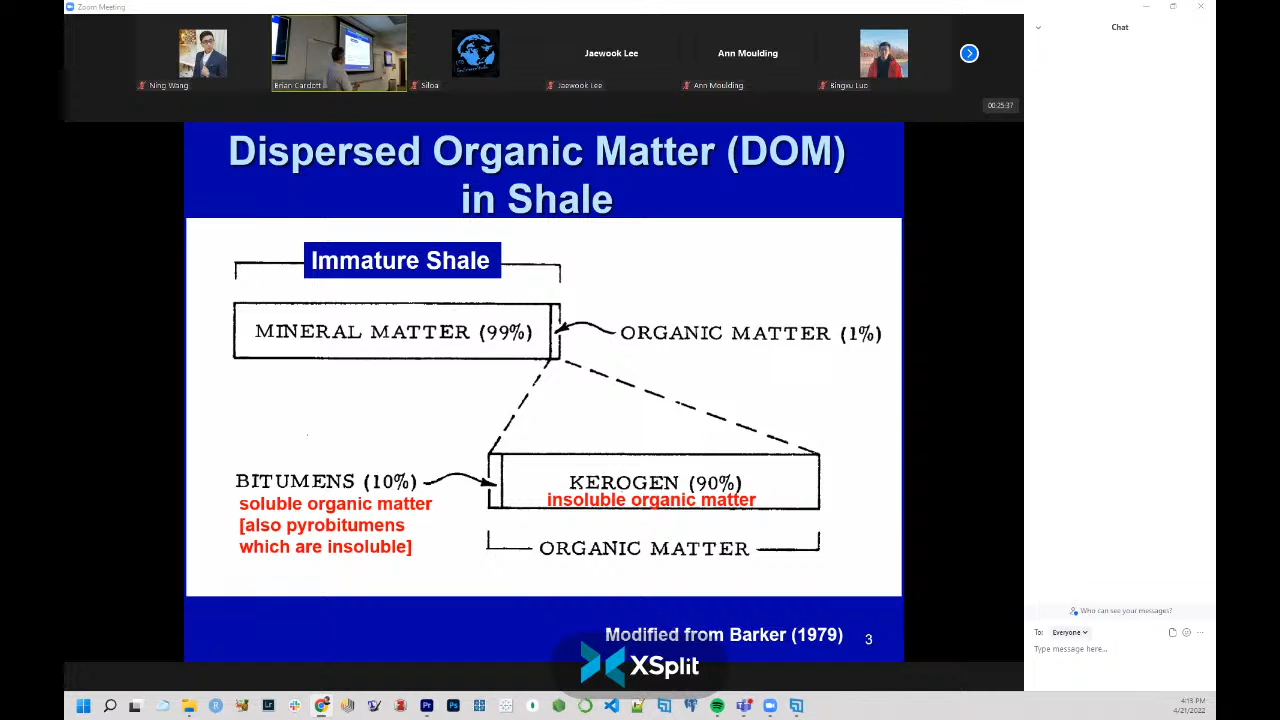 Zoom Meeting
Chat
Jaewook Lee
Ann Moulding
Ning Wang
Brian Cardott
Siloa
Jaewook Lee
Ann Moulding
Bingxu Luo
00:25:37
Dispersed Organic Matter (DOM)
in Shale
Immature Shale
MINERAL MATTER (99%)
ORGANIC MATTER (1%)
BITUMENS (10%)
KEROGEN (90%)
soluble organic matter
insoluble organic matter
[also pyrobitumens
which are insoluble]
ORGANIC MATTER
Modified from Barker (1979)
3
XSplit
Who can see your messages?
To:
Everyone
Type message here...
4:13 PM
4/21/2022